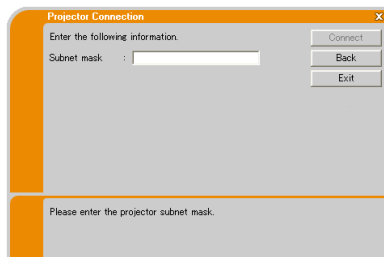 Projector Connection X
Enter the following information.
Connect
Subnet mask :
Back
Exit
Please enter the projector subnet mask.